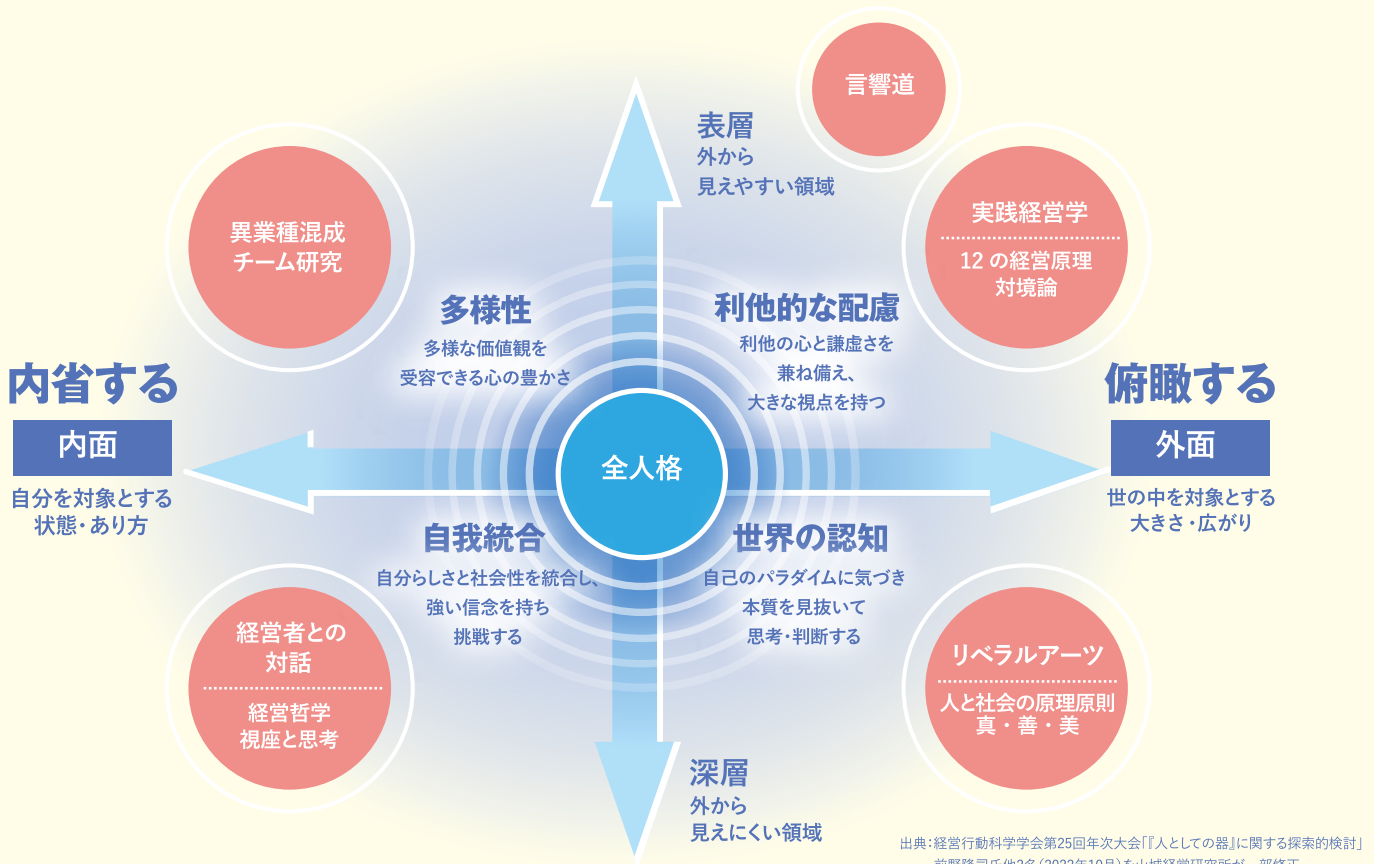 言響道
表層
外から
見えやすい領域
異業種混成
チーム研究
実践経営学
12 の経営原理
対境論
多様性
多様な価値観を
受容できる心の豊かさ
利他的な配慮
利他の心と謙虚さを
兼ね備え、
大きな視点を持つ
内省する
内面
自分を対象とする
状態・あり方
全人格
俯瞰する
外面
世の中を対象とする
大きさ・広がり
自我統合
自分らしさと社会性を統合し、
強い信念を持ち
挑戦する
世界の認知
自己のパラダイムに気づき
本質を見抜いて
思考・判断する
経営者との
対話
経営哲学
視座と思考
リベラルアーツ
人と社会の原理原則
真・善・美
深層
外から
見えにくい領域
出典：経営行動科学学会第25回年次大会「『人としての器』に関する探索的検討」